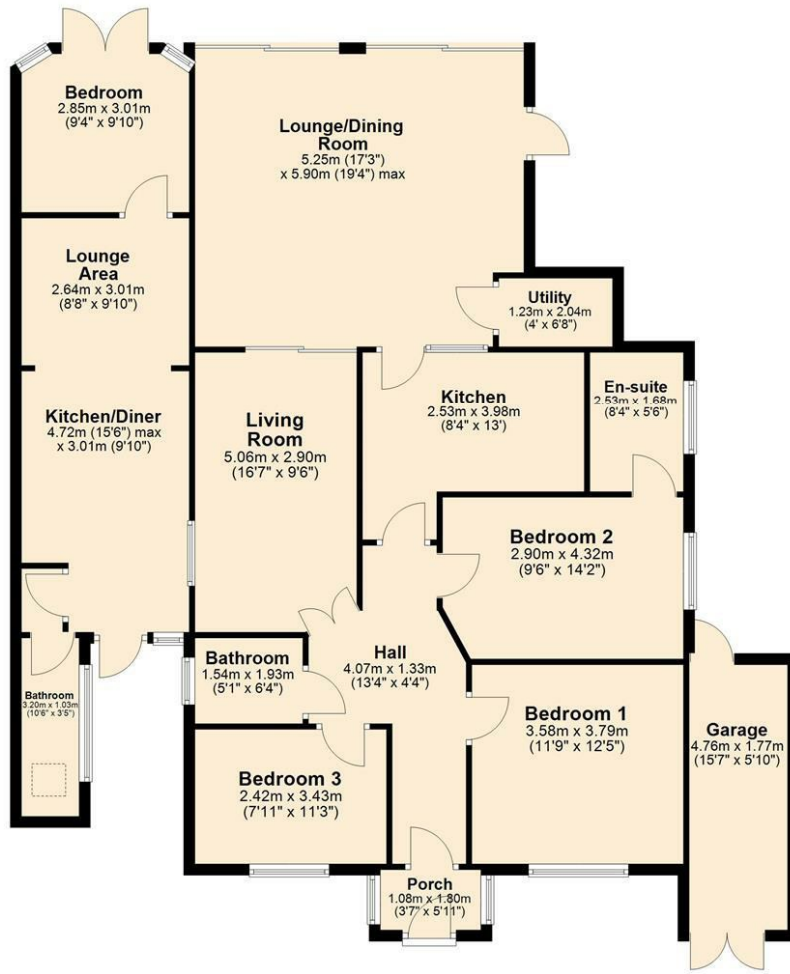 Bedroom
2.85m x 3.01m
(9'4" x 9'10")
Lounge/Dining
Room
5.25m (17'3")
x 5.90m (19'4") max
Lounge
Area
2.64m x 3.01m
(8'8" x 9'10")
Utility
1.23m x 2.04m
(4' x 6'8")
Kitchen/Diner
4.72m (15'6") max
x 3.01m (9'10")
Living
Room
5.06m x 2.90m
(16'7" x 9'6")
Kitchen
2.53m x 3.98m
(8'4" x 13')
En-suite
2.53m x 1.68m
(8'4" x 5'6")
Bedroom 2
2.90m x 4.32m
(9'6" x 14'2")
Hall
4.07m x 1.33m
(13'4" x 4'4")
Bathroom
1.54m x 1.93m
(5'1" x 6'4")
Bathroom
3.20m x 1.03m
(10'6" x 3'5")
Bedroom 1
3.58m x 3.79m
(11'9" x 12'5")
Garage
4.76m x 1.77m
(15'7" x 5'10")
Bedroom 3
2.42m x 3.43m
(7'11" x 11'3")
Porch
1.08m x 1.80m
(3'7" x 5'11")